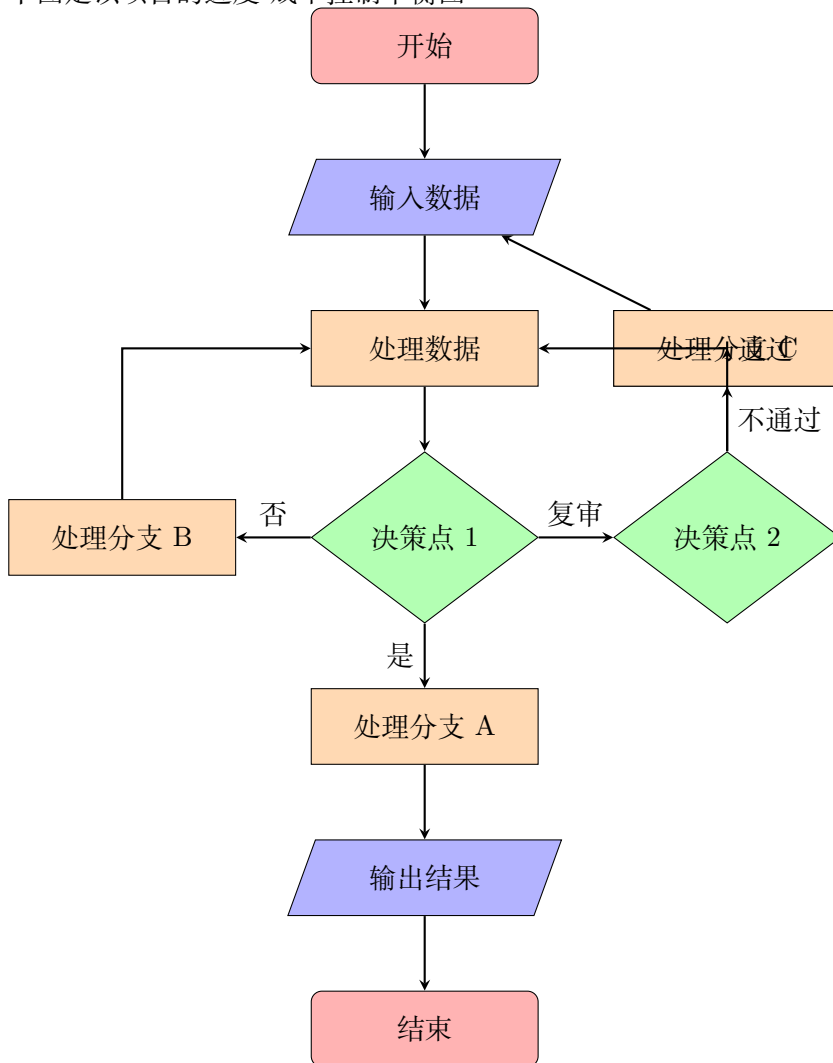 开始
输入数据
处理数据
处理分支 C
通过
不通过
处理分支 B
否
决策点 1
复审
决策点 2
是
处理分支 A
输出结果
结束